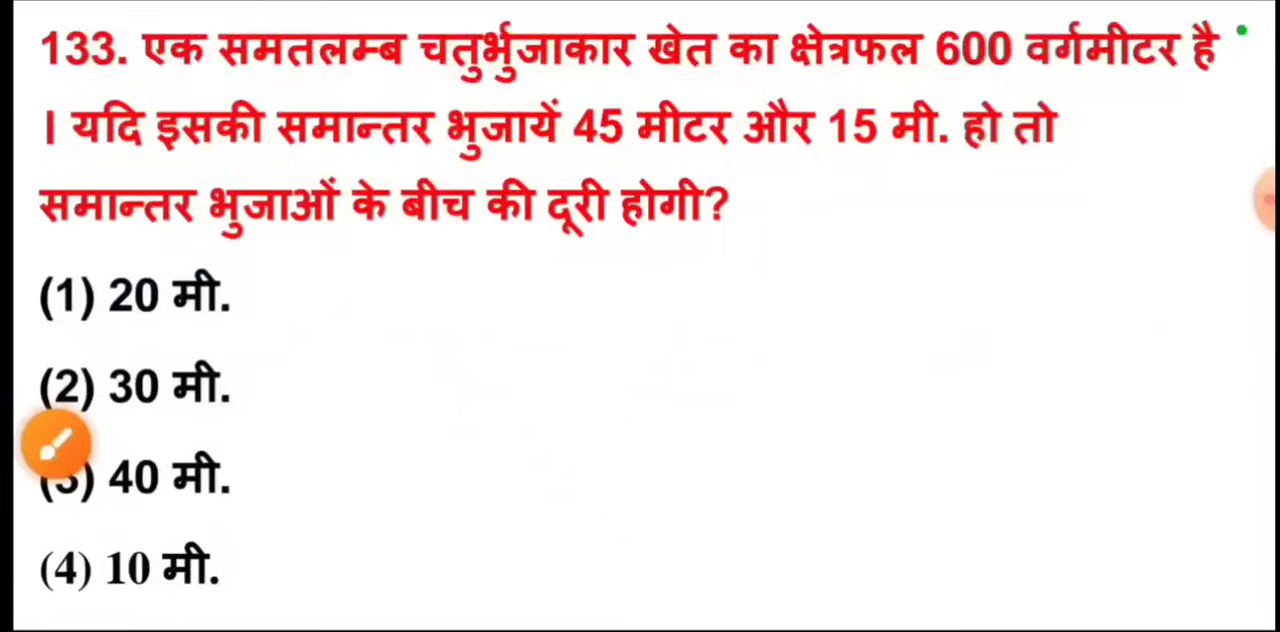 133. एक समतलम्ब चतुर्भुजाकार खेत का क्षेत्रफल 600 वर्गमीटर है
। यदि इसकी समान्तर भुजायें 45 मीटर और 15 मी. हो तो
समान्तर भुजाओं के बीच की दूरी होगी?
(1) 20 मी.
(2) 30 मी.
(3) 40 मी.
(4) 10 मी.